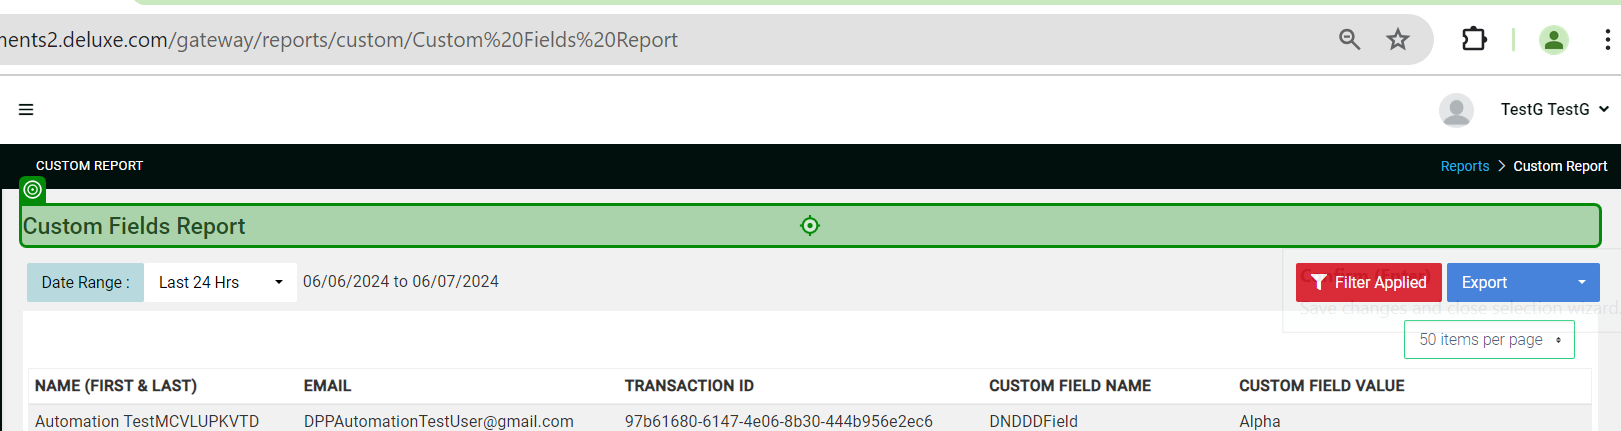 nents2.deluxe.com/gateway/reports/custom/Custom%20Fields%20Report
TestG TestG
CUSTOM REPORT
Reports > Custom Report
Custom Fields Report
Date Range : Last 24 Hrs 06/06/2024 to 06/07/2024
Confirm (Enter)
Filter Applied Export
Save changes and close selection wizard.
50 items per page
NAME (FIRST & LAST) EMAIL TRANSACTION ID CUSTOM FIELD NAME CUSTOM FIELD VALUE
Automation TestMCVLUPKVTD DPPAutomationTestUser@gmail.com 97b61680-6147-4e06-8b30-444b956e2ec6 DNDDDField Alpha